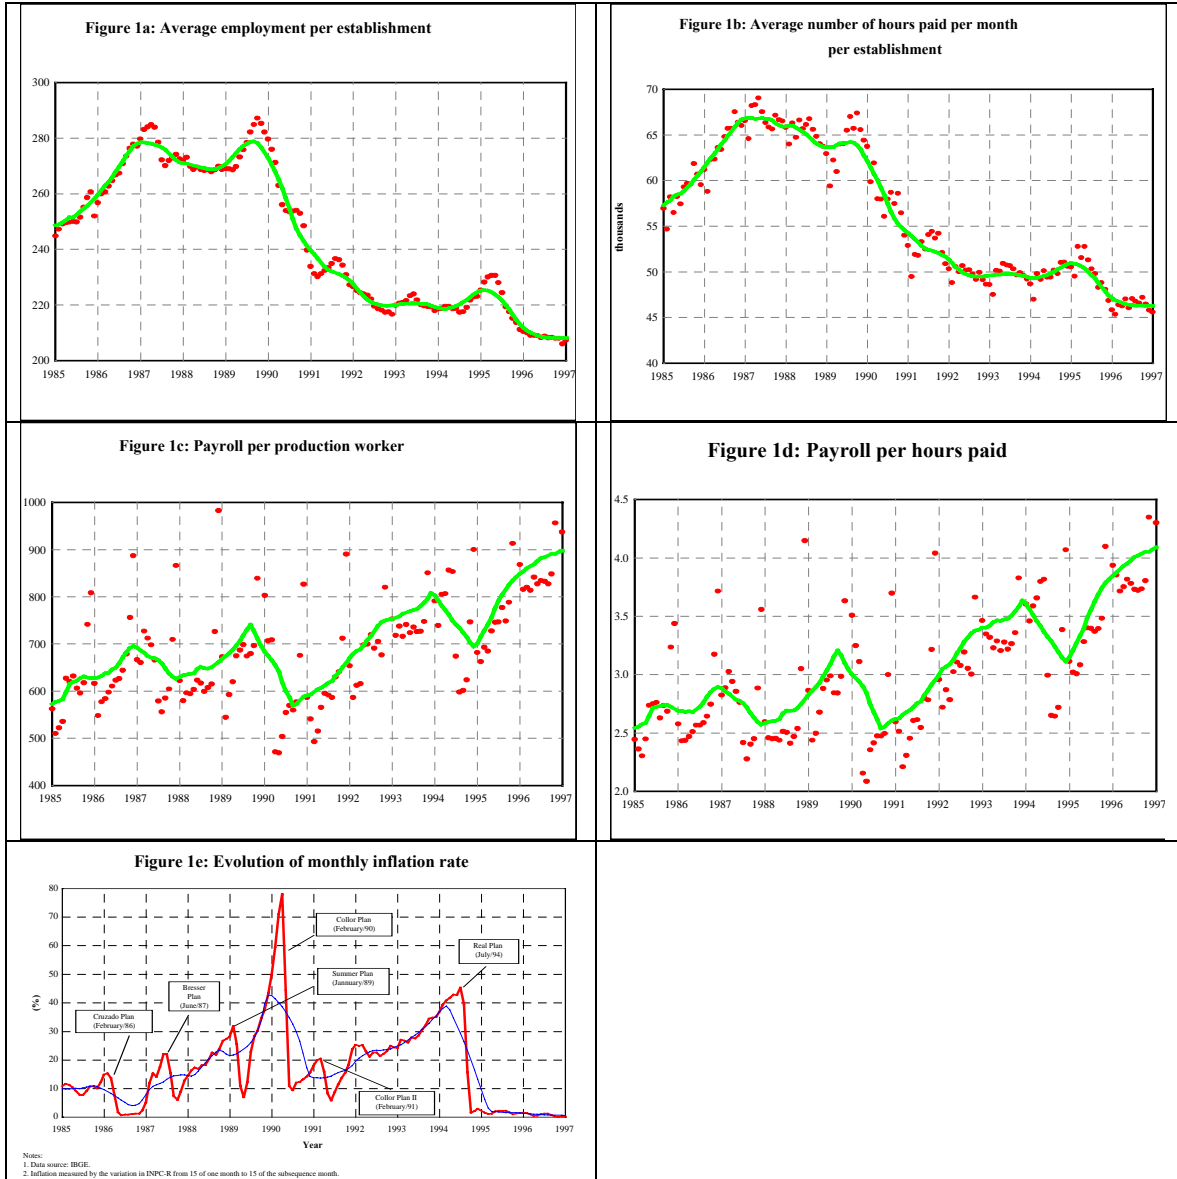 Figure 1a: Average employment per establishment
300
280
260
240
220
200
1985 1986 1987 1988 1989 1990 1991 1992 1993 1994 1995 1996 1997
Figure 1b: Average number of hours paid per month
per establishment
thousands
70
65
60
55
50
45
40
1985 1986 1987 1988 1989 1990 1991 1992 1993 1994 1995 1996 1997
Figure 1c: Payroll per production worker
1000
900
800
700
600
500
400
1985 1986 1987 1988 1989 1990 1991 1992 1993 1994 1995 1996 1997
Figure 1d: Payroll per hours paid
4.5
4.0
3.5
3.0
2.5
2.0
1985 1986 1987 1988 1989 1990 1991 1992 1993 1994 1995 1996 1997
Figure 1e: Evolution of monthly inflation rate
(%)
80
70
60
50
40
30
20
10
0
Cruzado Plan
(February/86)
Bresser
Plan
(June/87)
Collor Plan
(February/90)
Summer Plan
(Jannuary/89)
Real Plan
(July/94)
Collor Plan II
(February/91)
1985 1986 1987 1988 1989 1990 1991 1992 1993 1994 1995 1996 1997
Year
Notes:
1. Data source: IBGE.
2. Inflation measured by the variation in INPC-R from 15 of one month to 15 of the subsequence month.